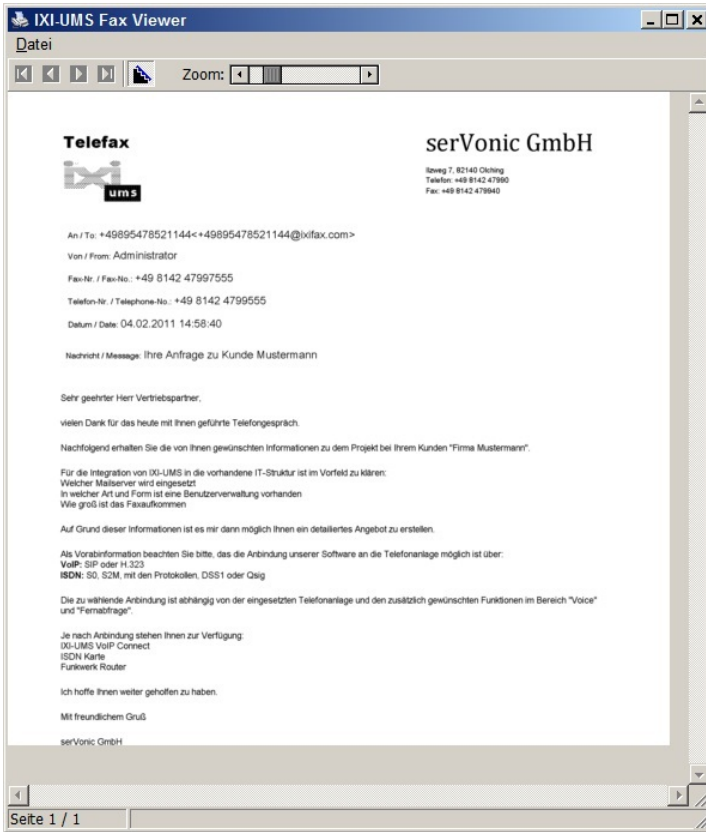 IXI-UMS Fax Viewer
Datei
Zoom:
Telefax
serVonic GmbH
ixi
ums
Ilzweg 7, 82140 Olching
Telefon: +49 8142 47990
Fax: +49 8142 479940
An / To: +49895478521144<+49895478521144@ixifax.com>
Von / From: Administrator
Fax-Nr. / Fax-No.: +49 8142 47997555
Telefon-Nr. / Telephone-No.: +49 8142 4799555
Datum / Date: 04.02.2011 14:58:40
Nachricht / Message: Ihre Anfrage zu Kunde Mustermann
Sehr geehrter Herr Vertriebspartner,
vielen Dank für das heute mit Ihnen geführte Telefongespräch.
Nachfolgend erhalten Sie die von Ihnen gewünschten Informationen zu dem Projekt bei Ihrem Kunden "Firma Mustermann".
Für die Integration von IXI-UMS in die vorhandene IT-Struktur ist im Vorfeld zu klären:
Welcher Mailserver wird eingesetzt
In welcher Art und Form ist eine Benutzerverwaltung vorhanden
Wie groß ist das Faxaufkommen
Auf Grund dieser Informationen ist es mir dann möglich Ihnen ein detailiertes Angebot zu erstellen.
Als Vorabinformation beachten Sie bitte, das die Anbindung unserer Software an die Telefonanlage möglich ist über:
VoIP: SIP oder H.323
ISDN: S0, S2M, mit den Protokollen, DSS1 oder Qsig
Die zu wählende Anbindung ist abhängig von der eingesetzten Telefonanlage und den zusätzlich gewünschten Funktionen im Bereich "Voice"
und "Fernabfrage".
Je nach Anbindung stehen Ihnen zur Verfügung:
IXI-UMS VoIP Connect
ISDN Karte
Funkwerk Router
Ich hoffe Ihnen weiter geholfen zu haben.
Mit freundlichem Gruß
serVonic GmbH
Seite 1 / 1